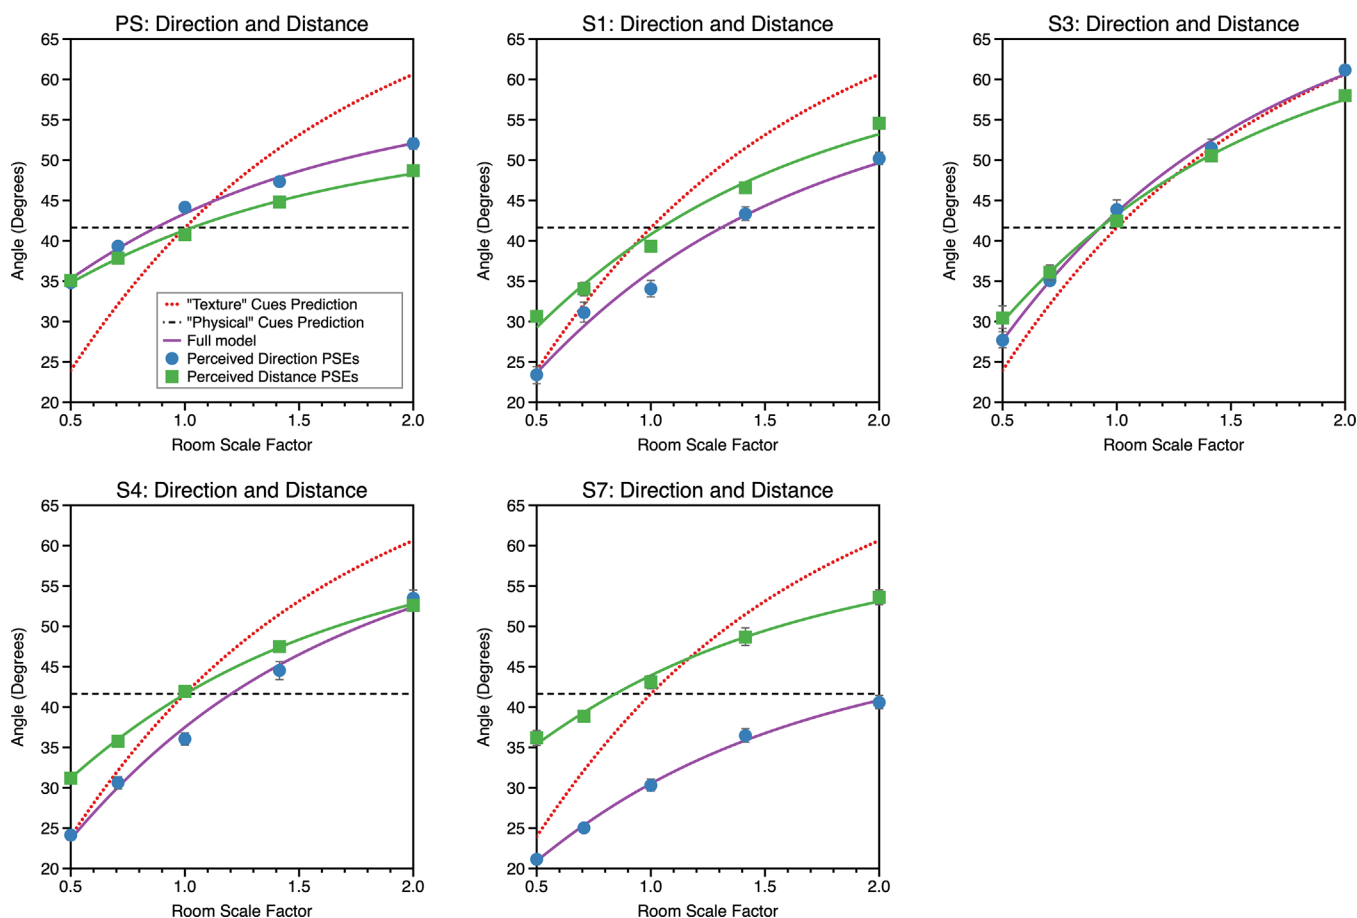 PS: Direction and Distance
65
60
55
50
45
40
35
30
25
20
Angle (Degrees)
"Texture" Cues Prediction
"Physical" Cues Prediction
Full model
Perceived Direction PSEs
Perceived Distance PSEs
0.5 1.0 1.5 2.0
Room Scale Factor
S1: Direction and Distance
65
60
55
50
45
40
35
30
25
20
Angle (Degrees)
0.5 1.0 1.5 2.0
Room Scale Factor
S3: Direction and Distance
65
60
55
50
45
40
35
30
25
20
Angle (Degrees)
0.5 1.0 1.5 2.0
Room Scale Factor
S4: Direction and Distance
65
60
55
50
45
40
35
30
25
20
Angle (Degrees)
0.5 1.0 1.5 2.0
Room Scale Factor
S7: Direction and Distance
65
60
55
50
45
40
35
30
25
20
Angle (Degrees)
0.5 1.0 1.5 2.0
Room Scale Factor